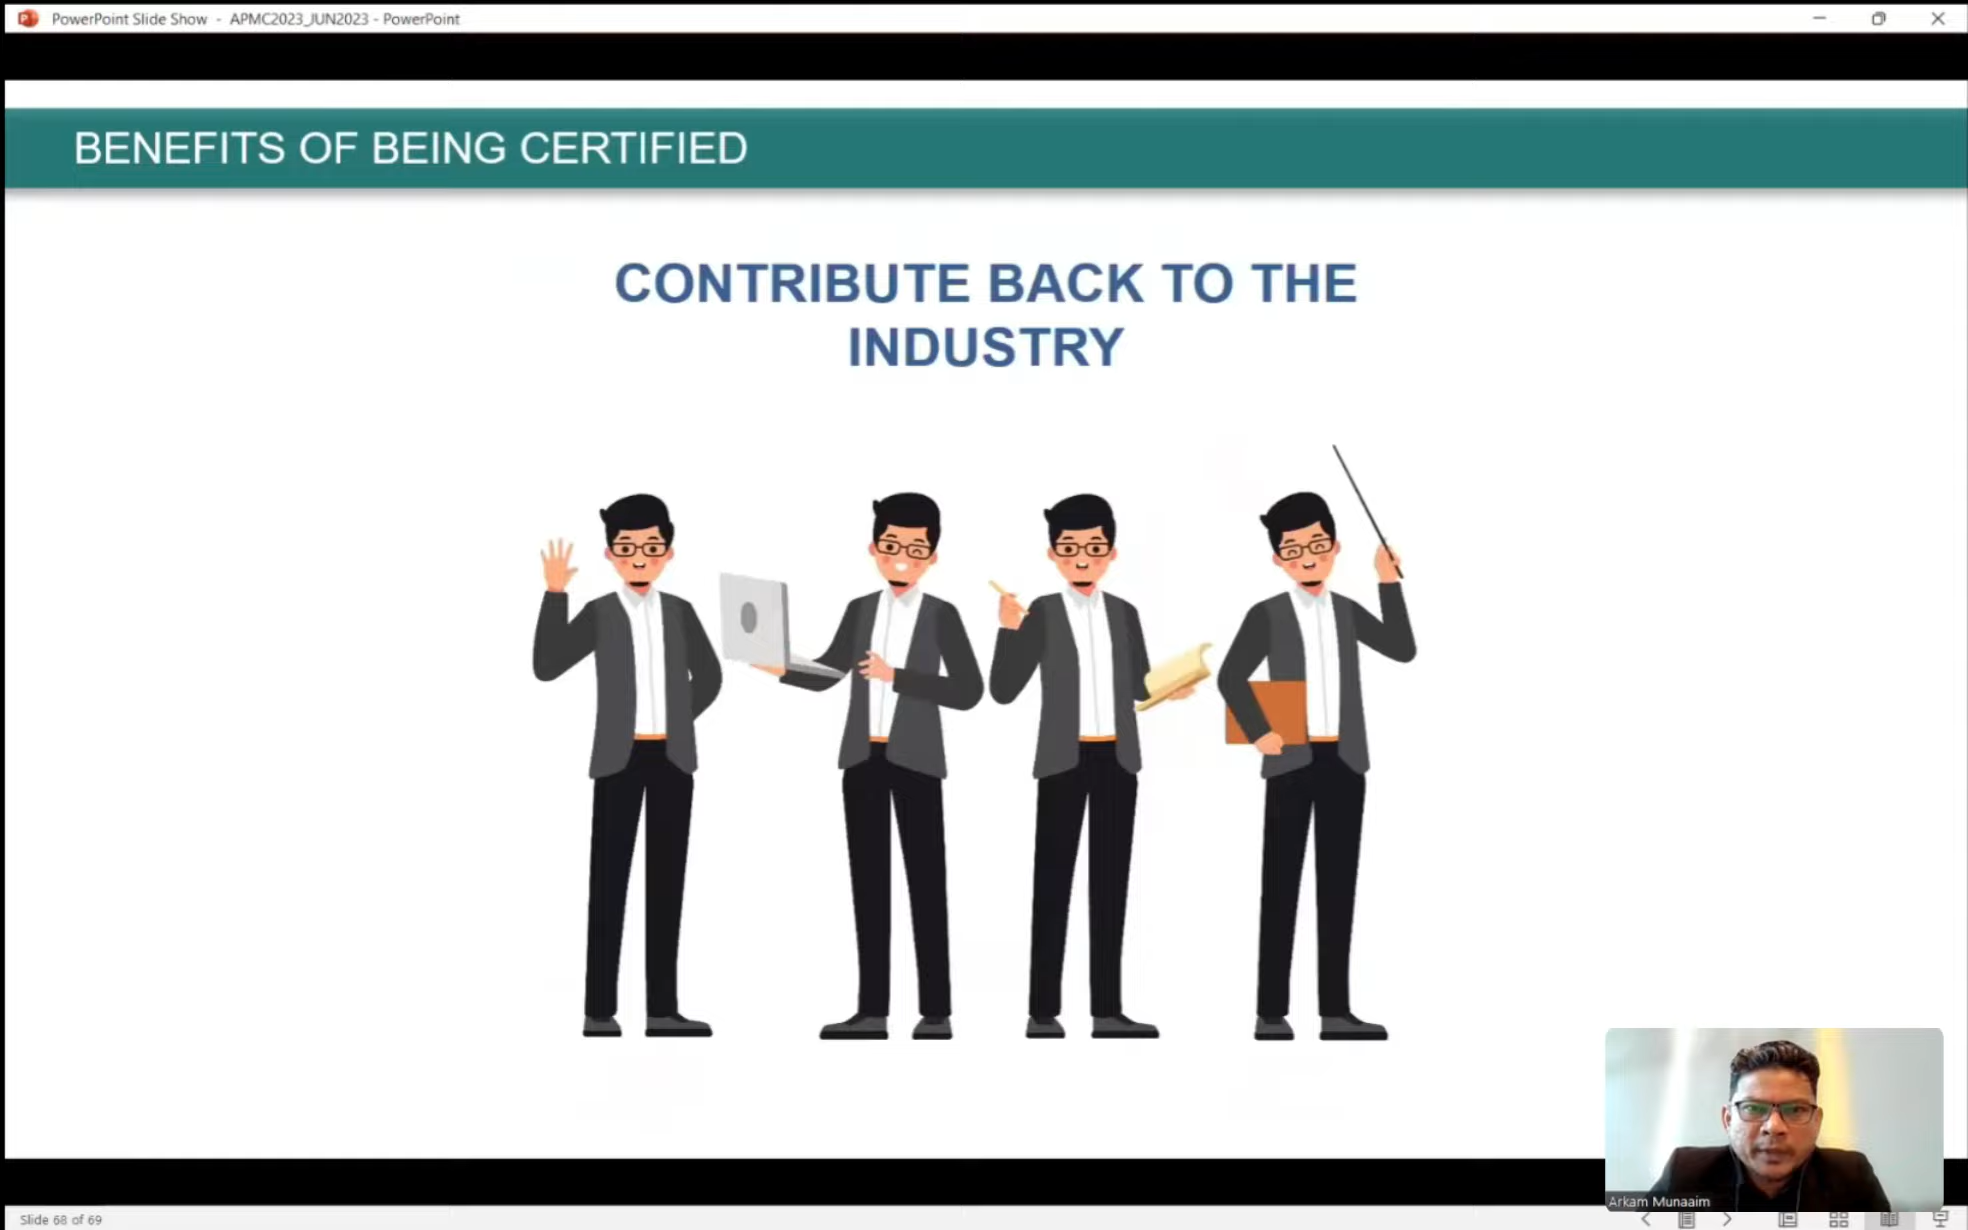 PowerPoint Slide Show - APMC2023_JUN2023 - PowerPoint
BENEFITS OF BEING CERTIFIED
CONTRIBUTE BACK TO THE
INDUSTRY
Arkam Munaaim
Slide 68 of 69